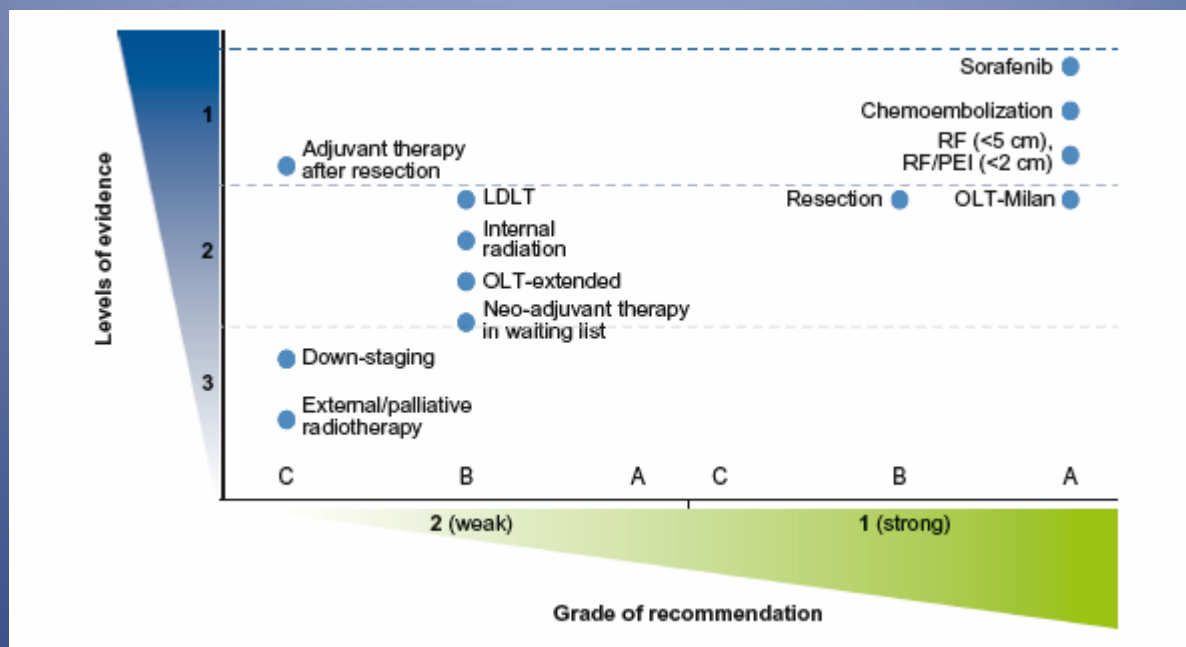 Sorafenib
1
Chemoembolization
Adjuvant therapy
after resection
RF (<5 cm),
RF/PEI (<2 cm)
LDLT
Resection
OLT-Milan
Levels of evidence
2
Internal
radiation
OLT-extended
Neo-adjuvant therapy
in waiting list
Down-staging
3
External/palliative
radiotherapy
C B A C B A
2 (weak) 1 (strong)
Grade of recommendation